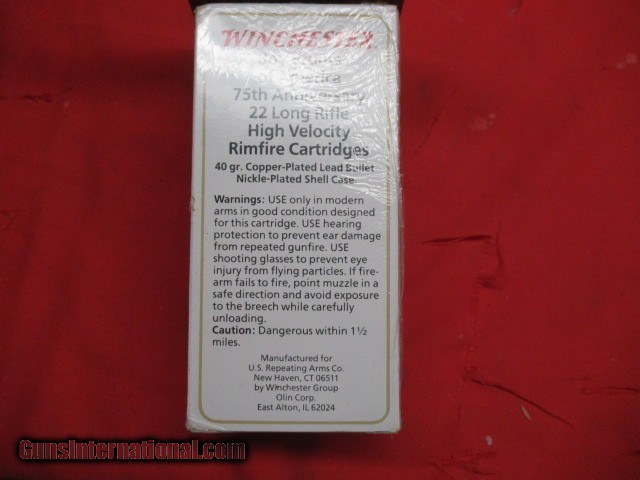 WINCHESTER
Boy Scouts
of America
75th Anniversary
22 Long Rifle
High Velocity
Rimfire Cartridges
40 gr. Copper-Plated Lead Bullet
Nickle-Plated Shell Case
Warnings: USE only in modern
arms in good condition designed
for this cartridge. USE hearing
protection to prevent ear damage
from repeated gunfire. USE
shooting glasses to prevent eye
injury from flying particles. If fire-
arm fails to fire, point muzzle in a
safe direction and avoid exposure
to the breech while carefully
unloading.
Caution: Dangerous within 1½
miles.
Manufactured for
U.S. Repeating Arms Co.
New Haven, CT 06511
by Winchester Group
Olin Corp.
East Alton, IL 62024
GunsInternational.com